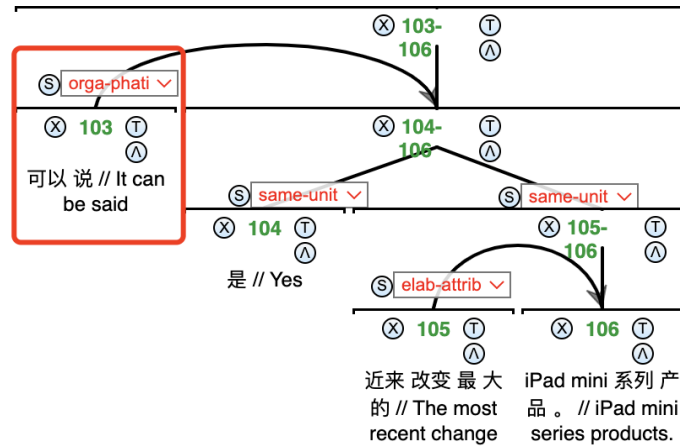 X 103- T
106 Λ
S orga-phati
X 103 T
Λ
可以 说 // It can
be said
X 104- T
106 Λ
S same-unit
X 104 T
Λ
是 // Yes
S same-unit
X 105- T
106 Λ
S elab-attrib
X 105 T
Λ
近来 改变 最 大
的 // The most
recent change
X 106 T
Λ
iPad mini 系列 产
品 。 // iPad mini
series products.